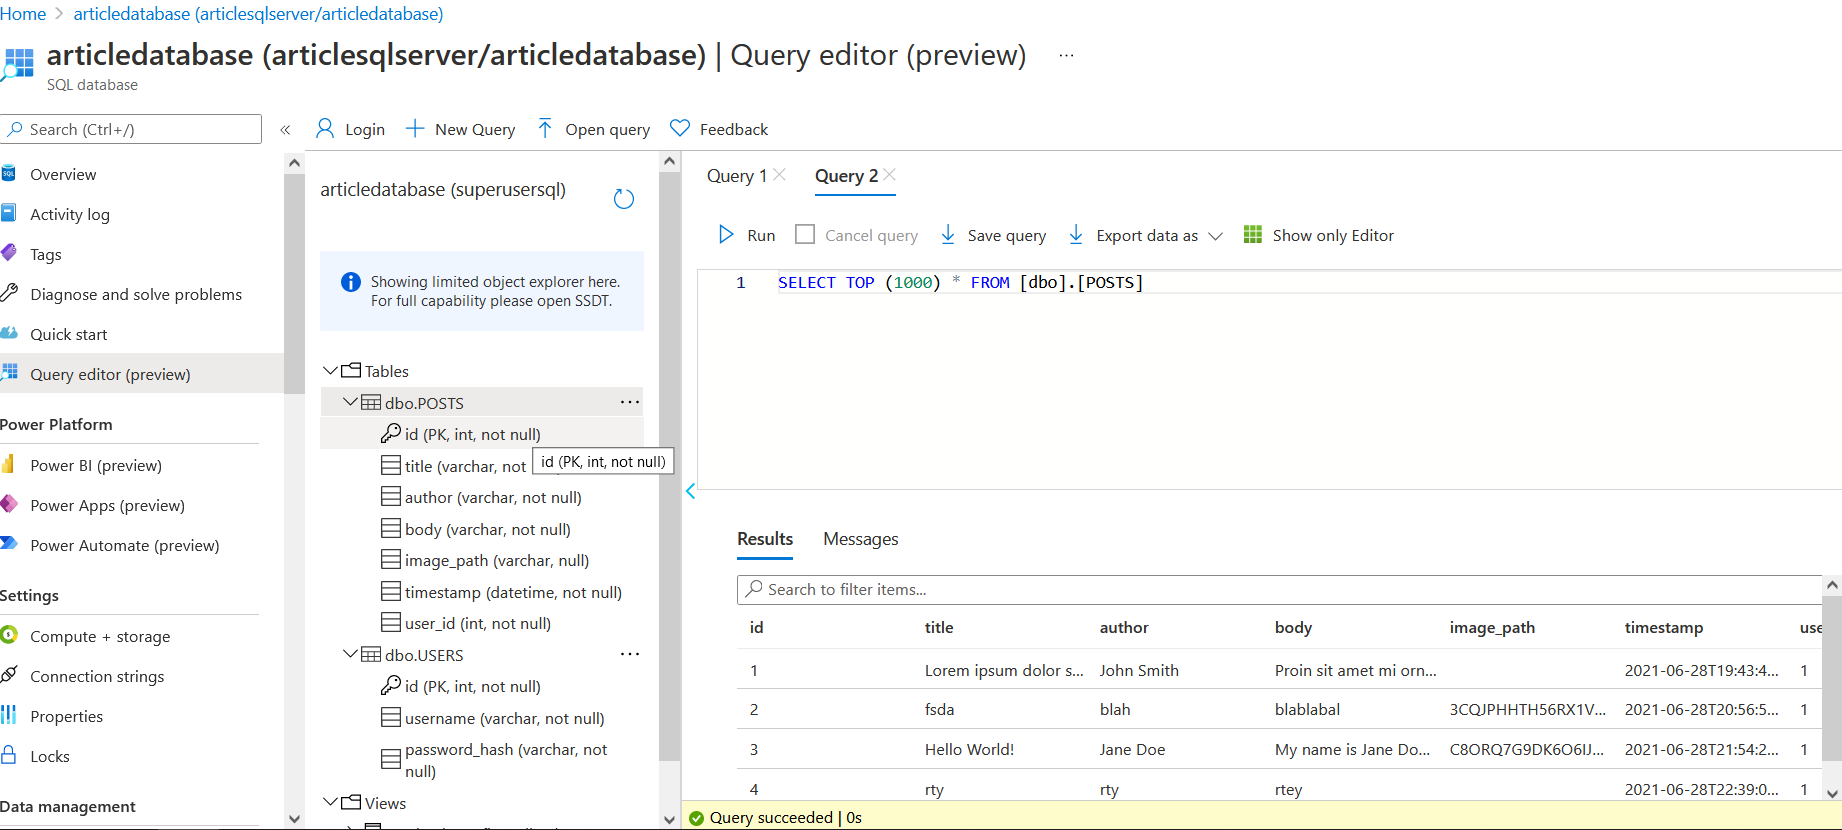 Home > articledatabase (articlesqlserver/articledatabase)
articledatabase (articlesqlserver/articledatabase) | Query editor (preview) ...
SQL database
Search (Ctrl+/)
«
Login
New Query
Open query
Feedback
Overview
Activity log
Tags
Diagnose and solve problems
Quick start
Query editor (preview)
Power Platform
Power BI (preview)
Power Apps (preview)
Power Automate (preview)
Settings
Compute + storage
Connection strings
Properties
Locks
Data management
articledatabase (superusersql)
Showing limited object explorer here.
For full capability please open SSDT.
Tables
dbo.POSTS ...
id (PK, int, not null)
title (varchar, not
id (PK, int, not null)
author (varchar, not null)
body (varchar, not null)
image_path (varchar, null)
timestamp (datetime, not null)
user_id (int, not null)
dbo.USERS ...
id (PK, int, not null)
username (varchar, not null)
password_hash (varchar, not
null)
Views
Query 1
Query 2
Run
Cancel query
Save query
Export data as
Show only Editor
1 SELECT TOP (1000) * FROM [dbo].[POSTS]
Results
Messages
Search to filter items...
id title author body image_path timestamp use
1 Lorem ipsum dolor s... John Smith Proin sit amet mi orn... 2021-06-28T19:43:4... 1
2 fsda blah blablabal 3CQJPHHTH56RX1V... 2021-06-28T20:56:5... 1
3 Hello World! Jane Doe My name is Jane Do... C8ORQ7G9DK6O6IJ... 2021-06-28T21:54:2... 1
4 rty rty rtey 2021-06-28T22:39:0... 1
Query succeeded | 0s